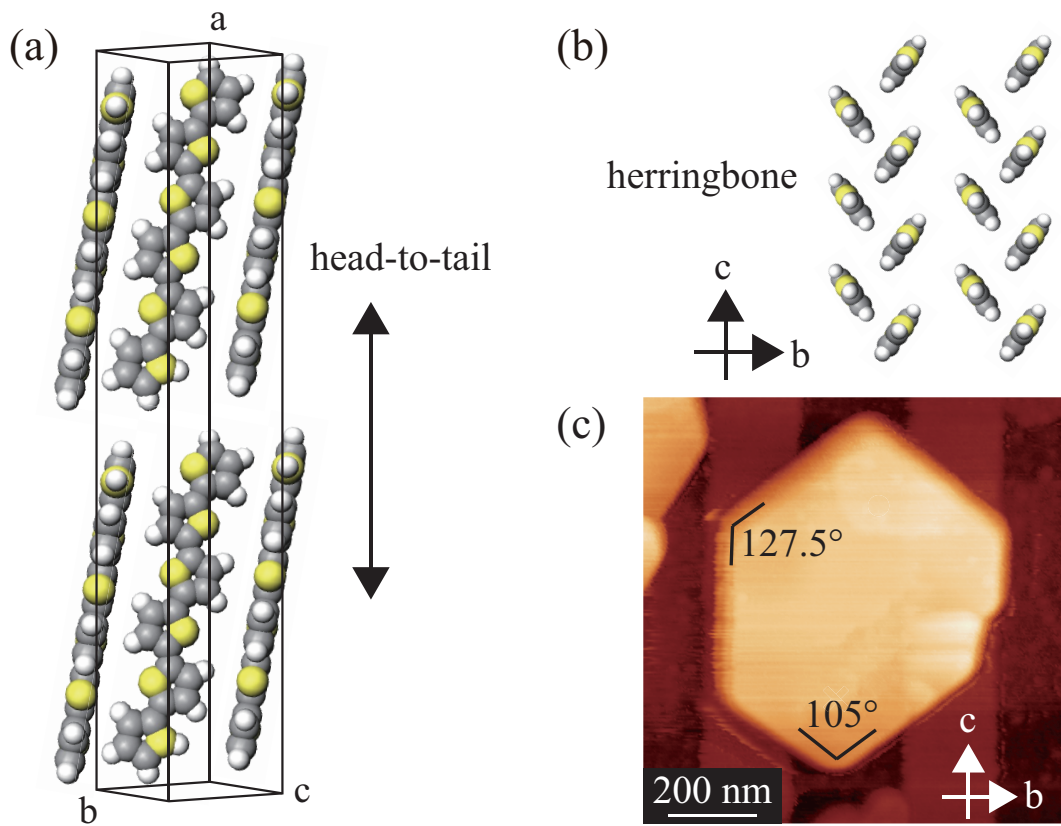 (a)
a
head-to-tail
b
c
(b)
herringbone
c
b
(c)
127.5°
105°
c
b
200 nm